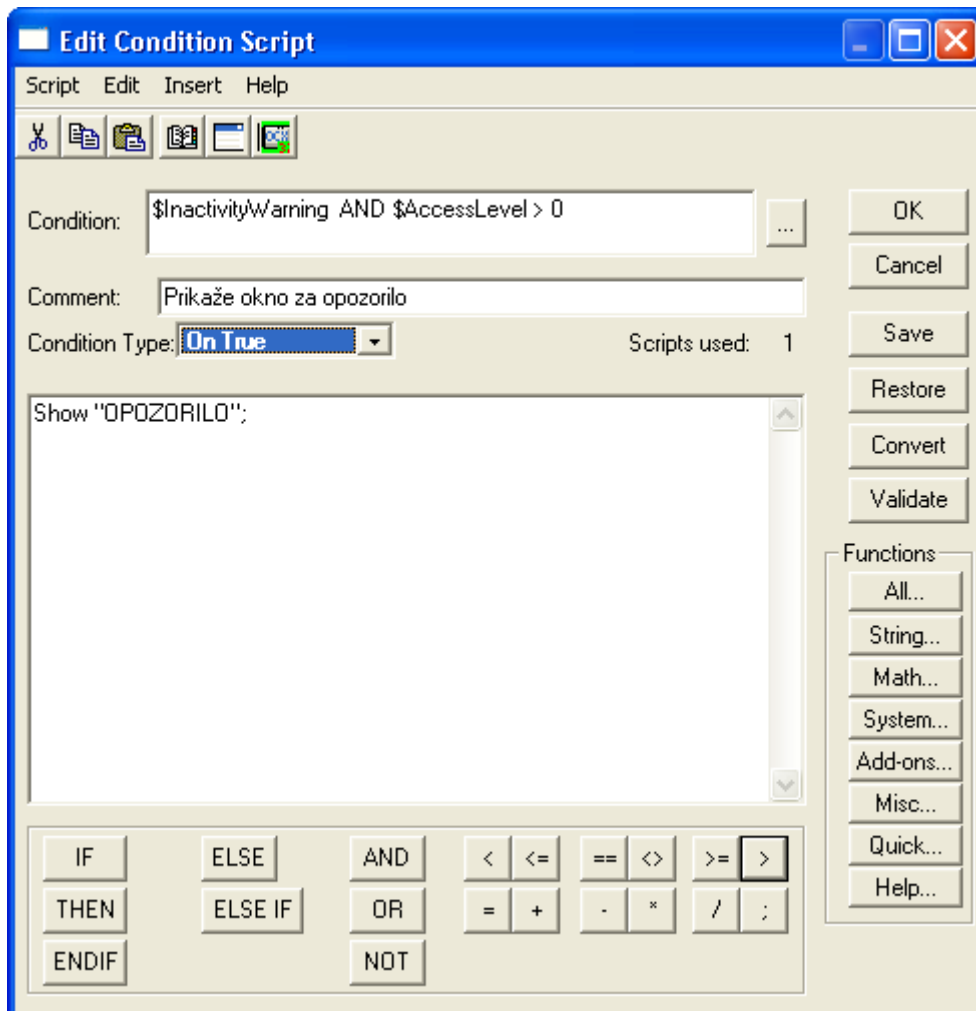 Edit Condition Script
Script Edit Insert Help
Condition: $InactivityWarning AND $AccessLevel > 0 ... OK
Cancel
Comment: Prikaže okno za opozorilo
Condition Type: On True Scripts used: 1 Save
Restore
Show "OPOZORILO";
Convert
Validate
Functions
All...
String...
Math...
System...
Add-ons...
Misc...
Quick...
Help...
IF ELSE AND < <= == <> >= >
THEN ELSE IF OR = + - * / ;
ENDIF NOT